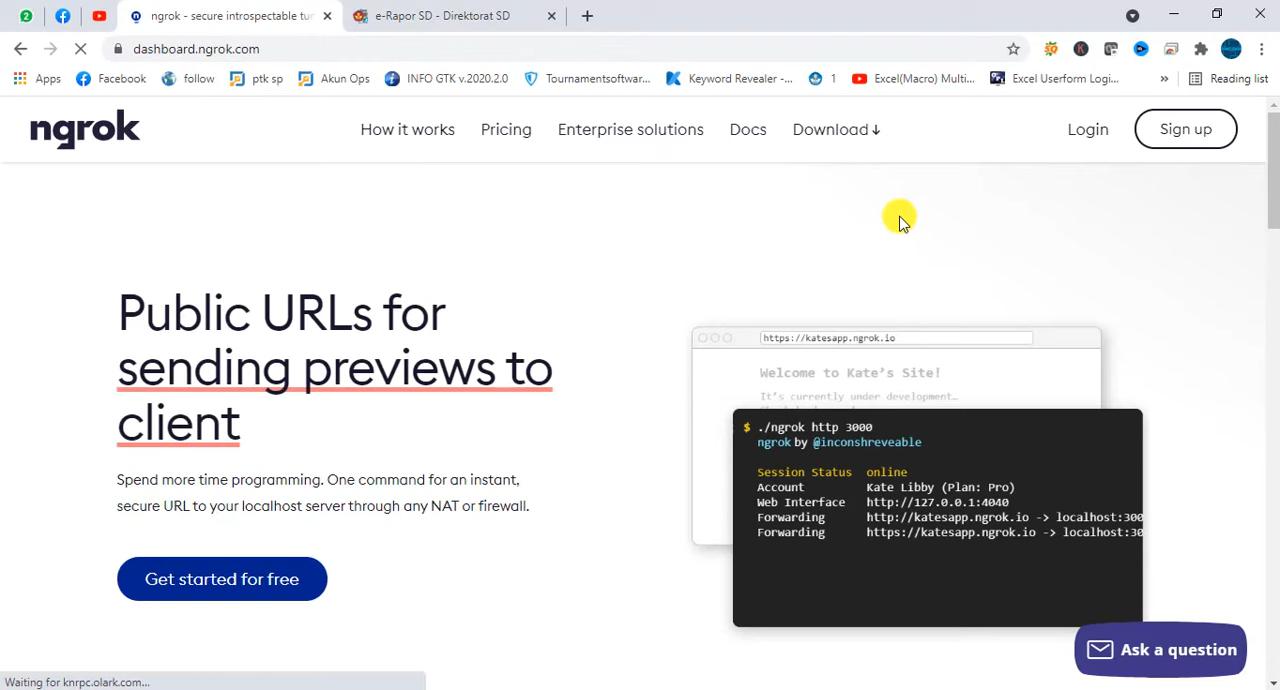 2
ngrok - secure introspectable tur
e-Rapor SD - Direktorat SD
dashboard.ngrok.com
Apps
Facebook
follow
ptk sp
Akun Ops
INFO GTK v.2020.2.0
Tournamentsoftwar...
Keyword Revealer -...
1
Excel(Macro) Multi...
Excel Userform Logi...
»
Reading list
ngrok
How it works
Pricing
Enterprise solutions
Docs
Download ↓
Login
Sign up
Public URLs for
sending previews to
client
Spend more time programming. One command for an instant,
secure URL to your localhost server through any NAT or firewall.
Get started for free
https://katesapp.ngrok.io
Welcome to Kate's Site!
It's currently under development…
$ ./ngrok http 3000
ngrok by @inconshreveable
Session Status online
Account Kate Libby (Plan: Pro)
Web Interface http://127.0.0.1:4040
Forwarding http://katesapp.ngrok.io -> localhost:300
Forwarding https://katesapp.ngrok.io -> localhost:30
Ask a question
Waiting for knrpc.olark.com...